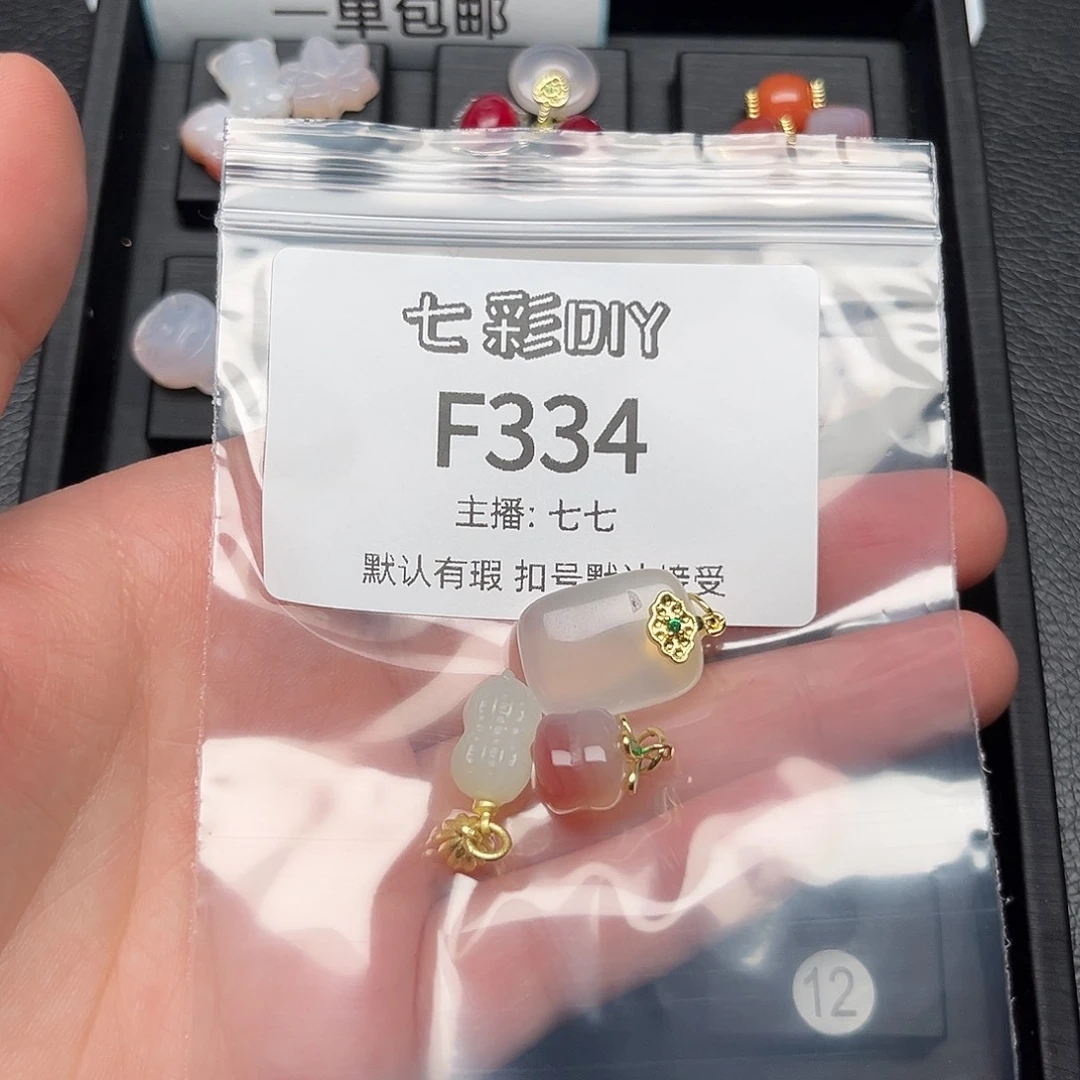 一单包邮
七彩DIY
F334
主播: 七七
默认有瑕 扣号默认接受
12